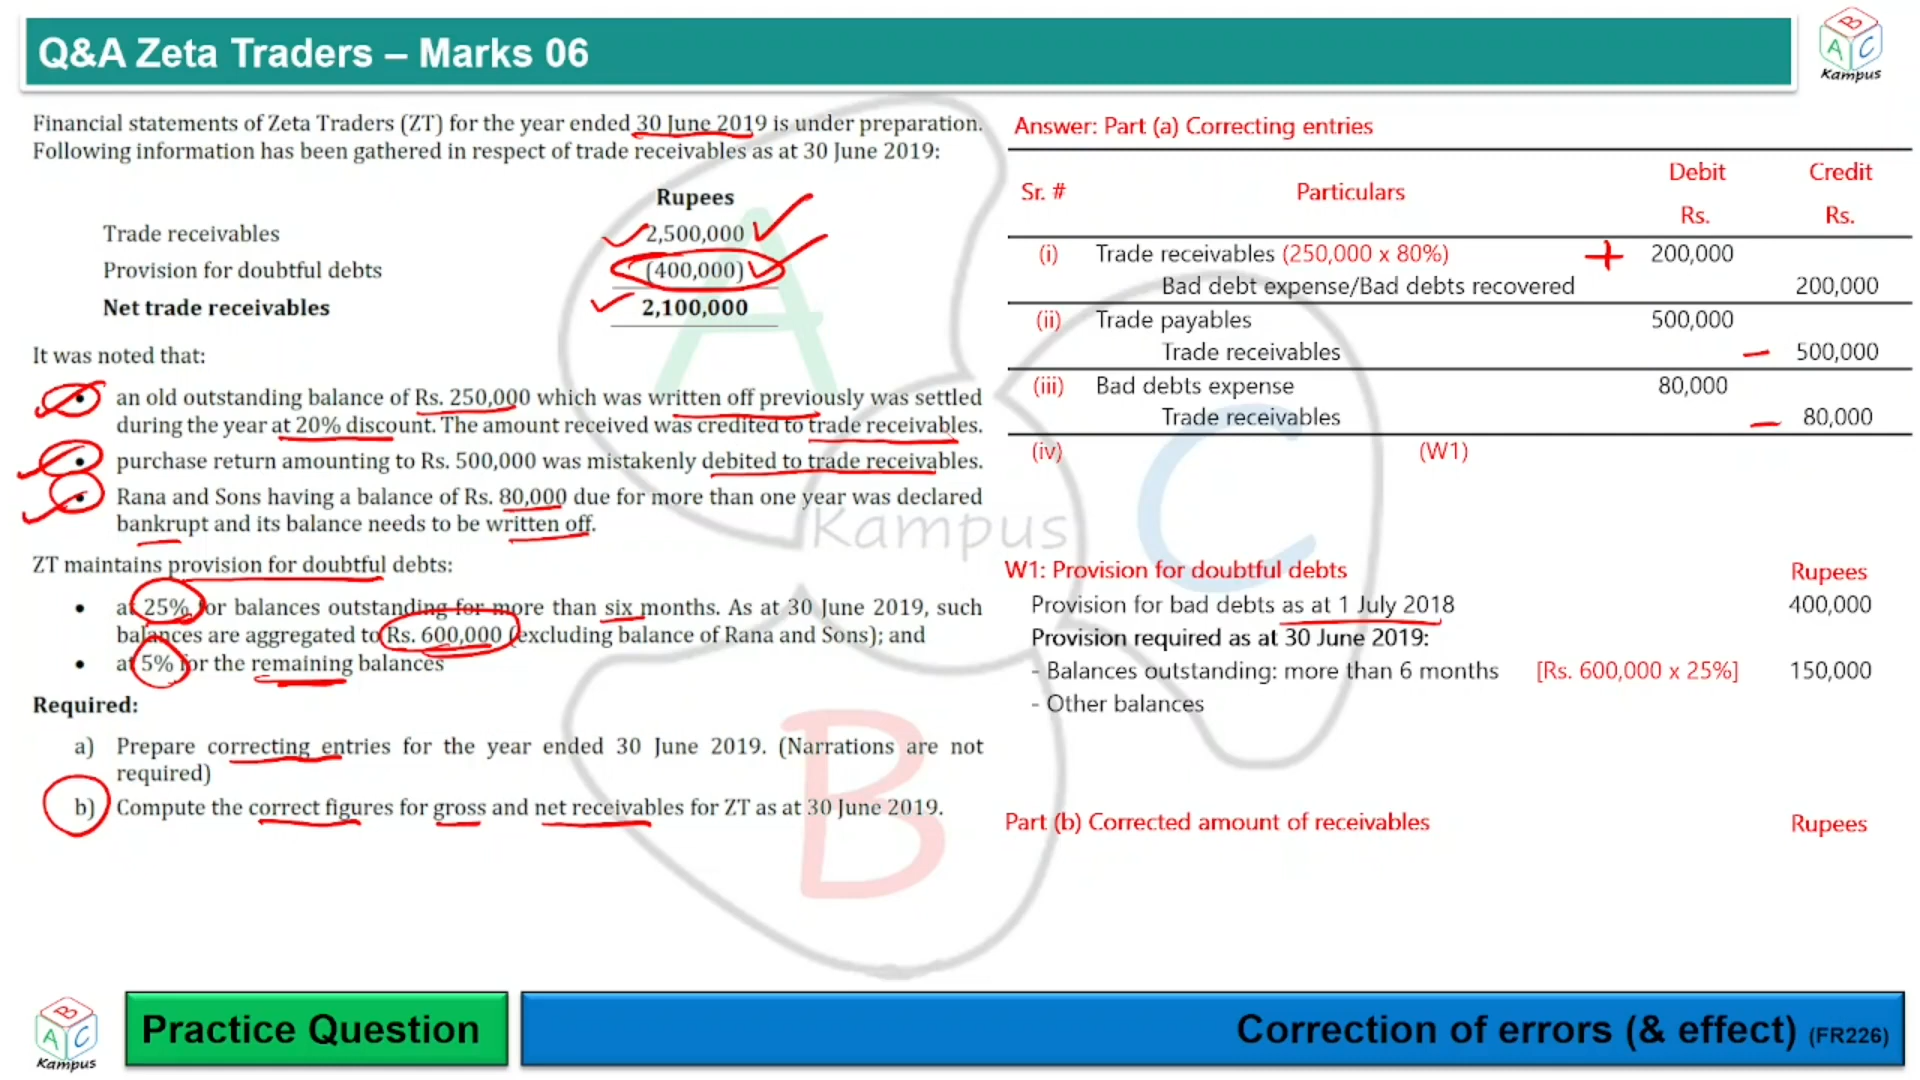 Q&A Zeta Traders – Marks 06
B
A C
Kampus
Financial statements of Zeta Traders (ZT) for the year ended 30 June 2019 is under preparation.
Following information has been gathered in respect of trade receivables as at 30 June 2019:
Rupees
Trade receivables 2,500,000
Provision for doubtful debts (400,000)
Net trade receivables 2,100,000
It was noted that:
• an old outstanding balance of Rs. 250,000 which was written off previously was settled
during the year at 20% discount. The amount received was credited to trade receivables.
• purchase return amounting to Rs. 500,000 was mistakenly debited to trade receivables.
• Rana and Sons having a balance of Rs. 80,000 due for more than one year was declared
bankrupt and its balance needs to be written off.
ZT maintains provision for doubtful debts:
• at 25% for balances outstanding for more than six months. As at 30 June 2019, such
balances are aggregated to Rs. 600,000 (excluding balance of Rana and Sons); and
• at 5% for the remaining balances
Required:
a) Prepare correcting entries for the year ended 30 June 2019. (Narrations are not
required)
b) Compute the correct figures for gross and net receivables for ZT as at 30 June 2019.
Answer: Part (a) Correcting entries
Sr. # Particulars Debit Credit
Rs. Rs.
(i) Trade receivables (250,000 x 80%) + 200,000
Bad debt expense/Bad debts recovered 200,000
(ii) Trade payables 500,000
Trade receivables – 500,000
(iii) Bad debts expense 80,000
Trade receivables – 80,000
(iv) (W1)
W1: Provision for doubtful debts Rupees
Provision for bad debts as at 1 July 2018 400,000
Provision required as at 30 June 2019:
- Balances outstanding: more than 6 months [Rs. 600,000 x 25%] 150,000
- Other balances
Part (b) Corrected amount of receivables Rupees
A
Kampus
C
B
B
A C
Kampus
Practice Question
Correction of errors (& effect) (FR226)